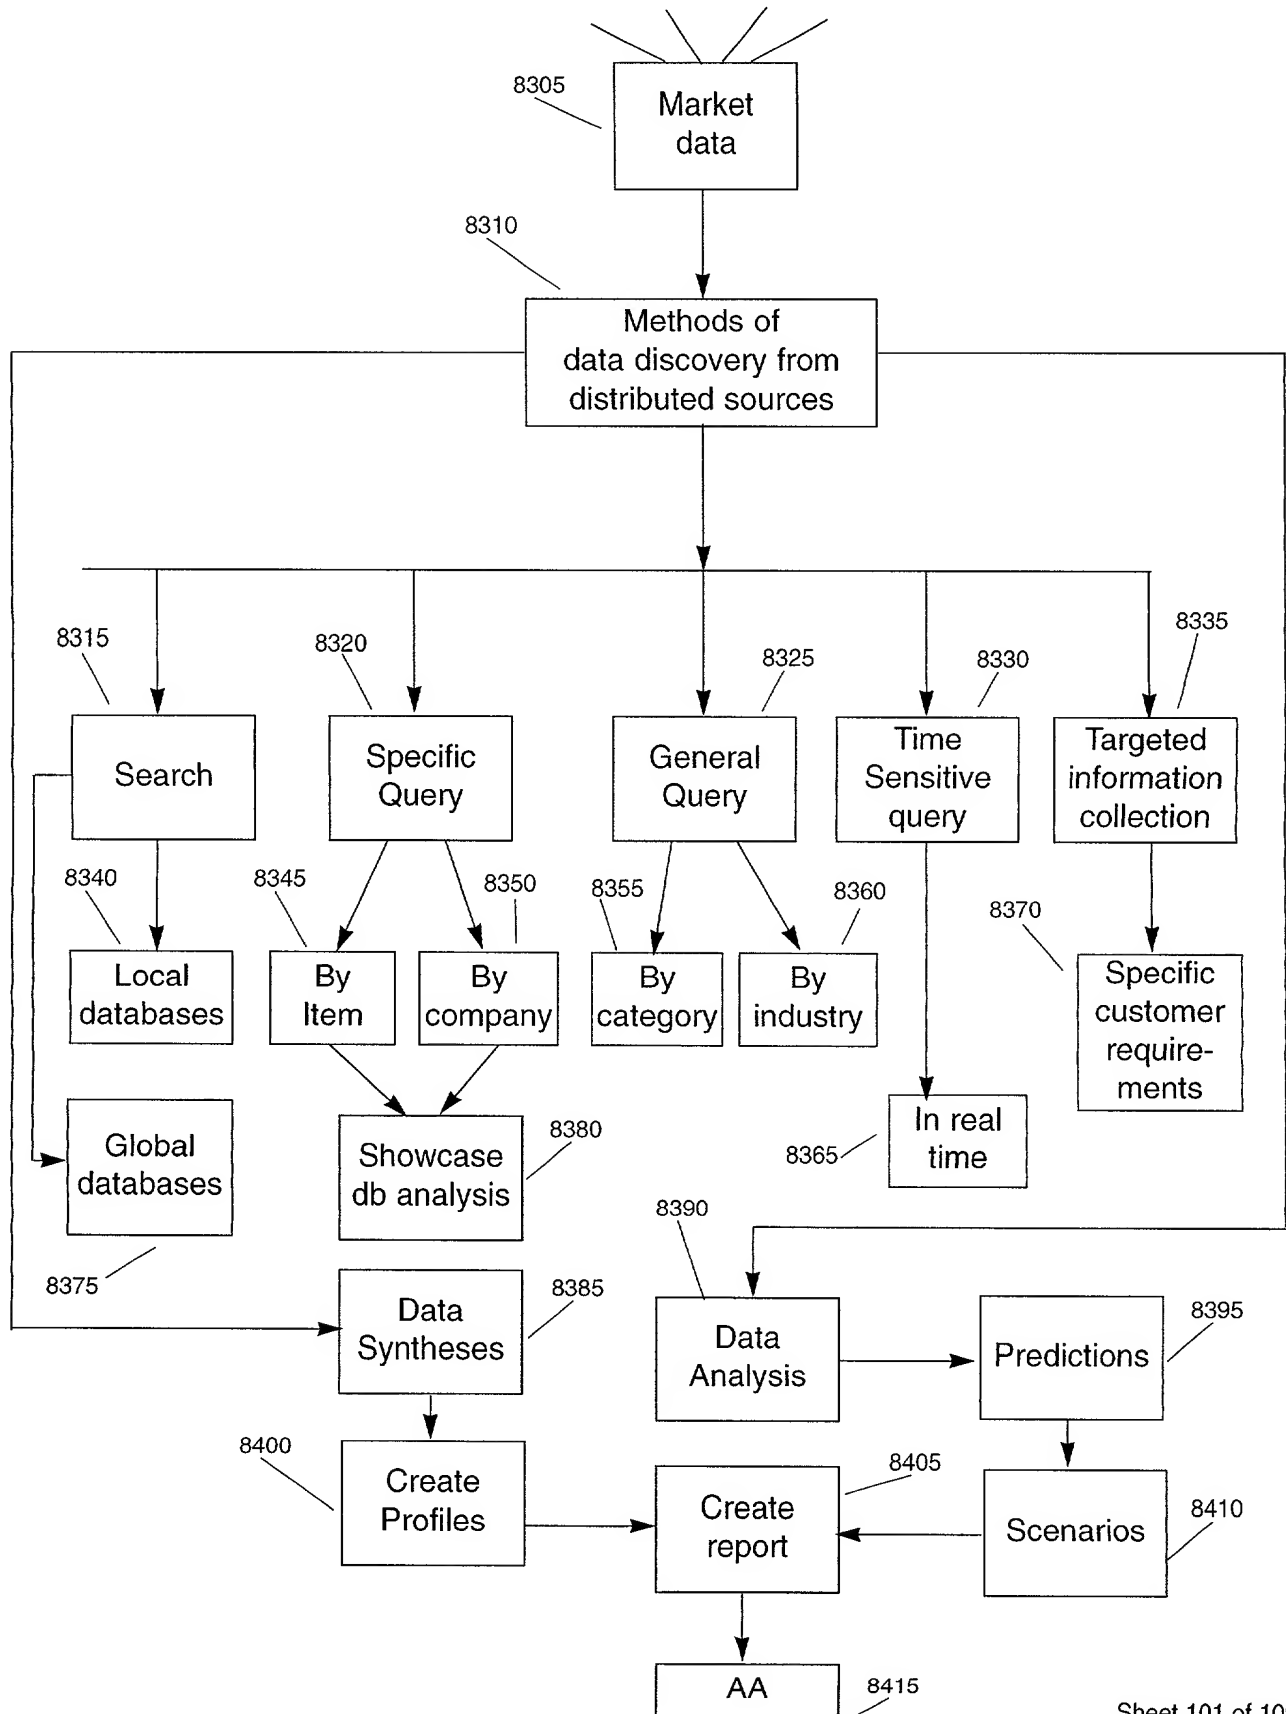 8305
Market
data
8310
Methods of
data discovery from
distributed sources
8315
8320
8325
8330
8335
Search
Specific
Query
General
Query
Time
Sensitive
query
Targeted
information
collection
8340
8345
8350
8355
8360
8370
Local
databases
By
Item
By
company
By
category
By
industry
Specific
customer
require-
ments
Global
databases
8375
Showcase
db analysis
8380
8365
In real
time
8390
Data
Syntheses
8385
Data
Analysis
Predictions
8395
8400
Create
Profiles
Create
report
8405
Scenarios
8410
AA
8415
Sheet 101 of 10